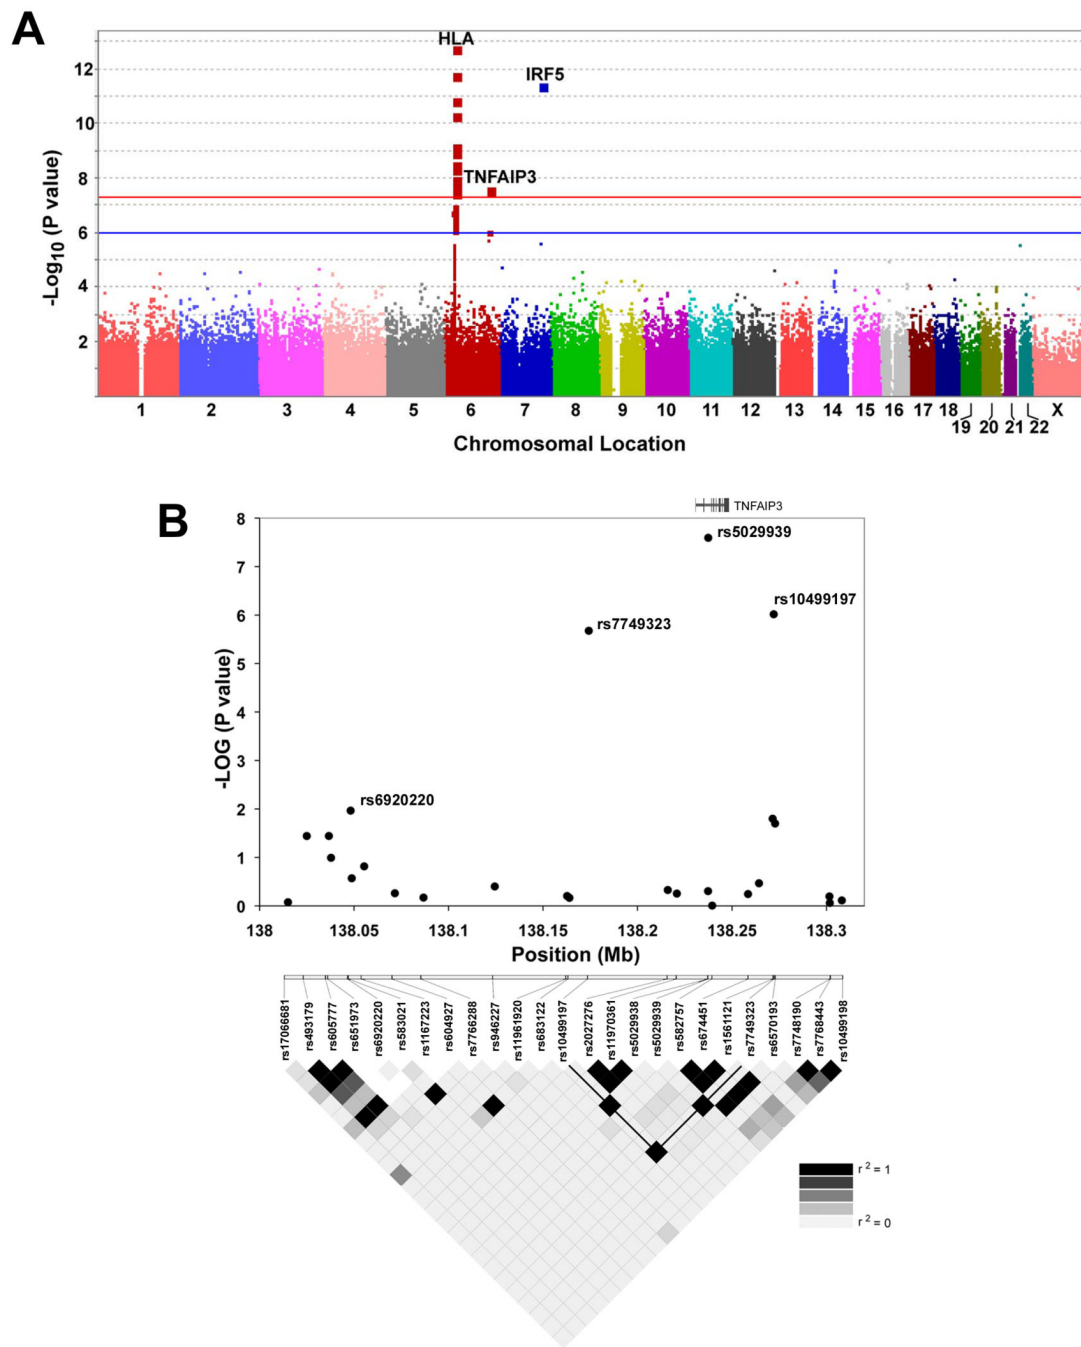 A
HLA
IRF5
TNFAIP3
12
10
8
6
4
2
-Log10 (P value)
1 2 3 4 5 6 7 8 9 10 11 12 13 14 15 16 17 18 19 20 21 22 X
Chromosomal Location
B
TNFAIP3
rs5029939
rs10499197
rs7749323
rs6920220
8
7
6
5
4
3
2
1
0
-LOG (P value)
138 138.05 138.1 138.15 138.2 138.25 138.3
Position (Mb)
rs17066681
rs493179
rs605777
rs651973
rs6920220
rs583021
rs1167223
rs604927
rs7766288
rs946227
rs11961920
rs683122
rs10499197
rs2027276
rs11970361
rs5029938
rs5029939
rs582757
rs674451
rs1561121
rs7749323
rs6570193
rs7748190
rs7768443
rs10499198
r 2 = 1
r 2 = 0